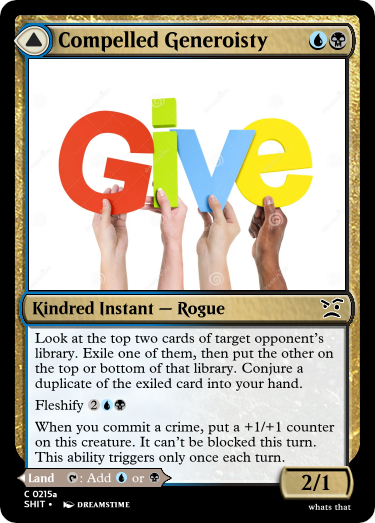 Compelled Generoisty
Give
Kindred Instant — Rogue
Look at the top two cards of target opponent's
library. Exile one of them, then put the other on
the top or bottom of that library. Conjure a
duplicate of the exiled card into your hand.
Fleshify 2
When you commit a crime, put a +1/+1 counter
on this creature. It can't be blocked this turn.
This ability triggers only once each turn.
Land : Add or
2/1
C 0215a
SHIT • DREAMSTIME
whats that